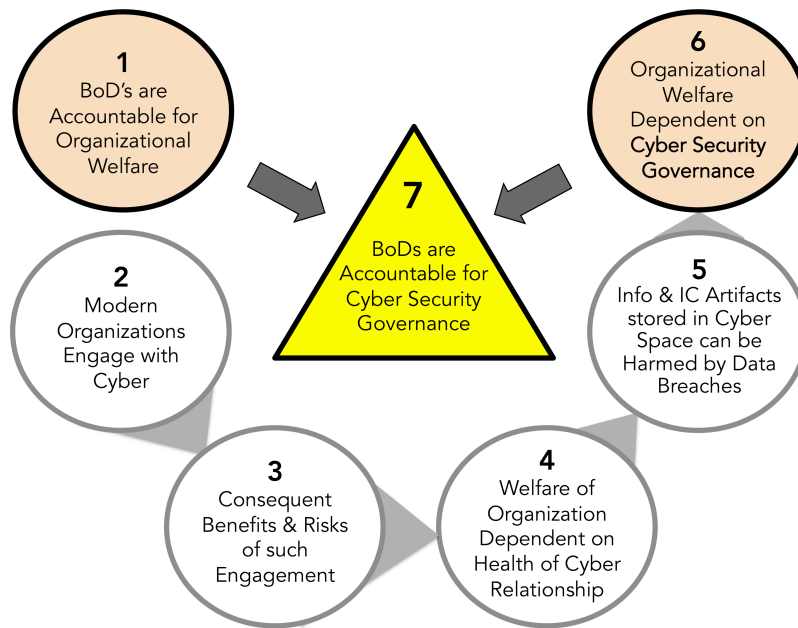 1
BoD's are
Accountable for
Organizational
Welfare
2
Modern
Organizations
Engage with
Cyber
3
Consequent
Benefits & Risks
of such
Engagement
4
Welfare of
Organization
Dependent on
Health of Cyber
Relationship
5
Info & IC Artifacts
stored in Cyber
Space can be
Harmed by Data
Breaches
6
Organizational
Welfare
Dependent on
Cyber Security
Governance
7
BoDs are
Accountable for
Cyber Security
Governance